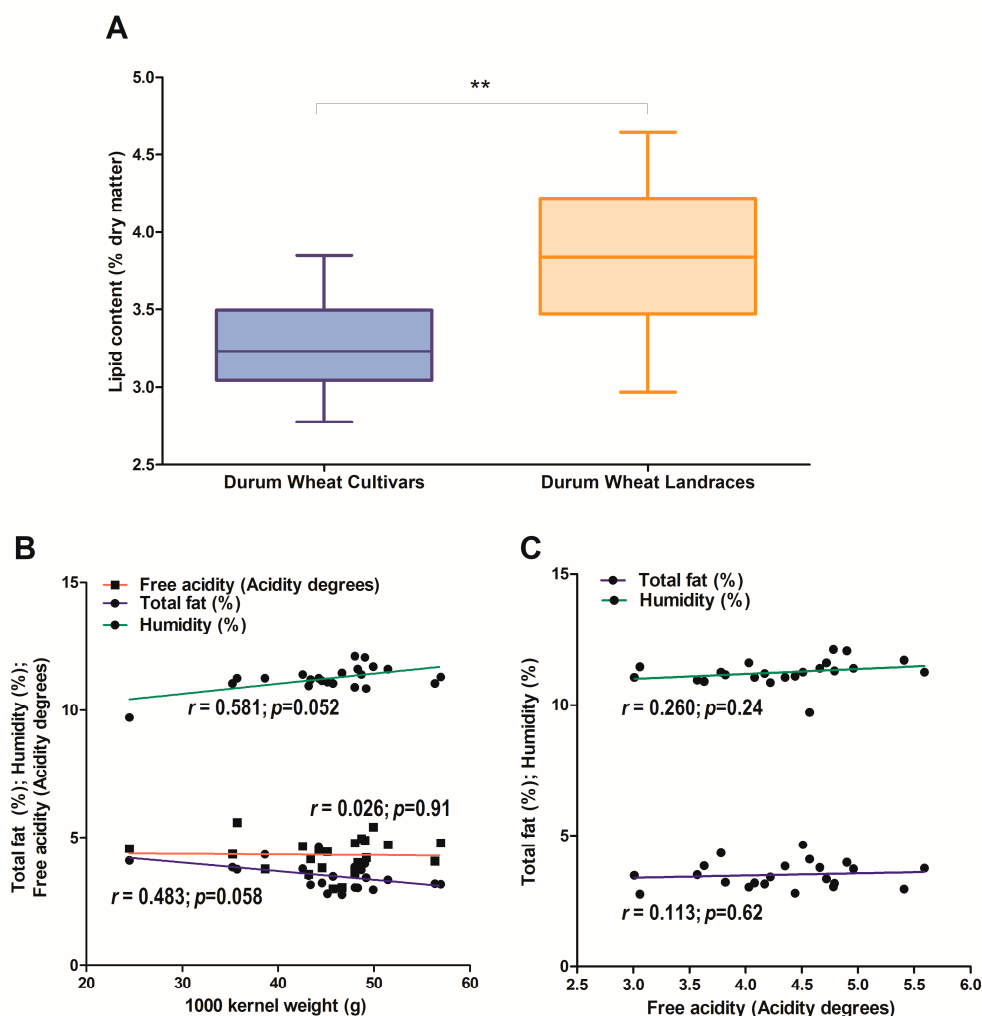 A
**
Lipid content (% dry matter)
5.0
4.5
4.0
3.5
3.0
2.5
Durum Wheat Cultivars
Durum Wheat Landraces
B
Free acidity (Acidity degrees)
Total fat (%)
Humidity (%)
Total fat (%); Humidity (%);
Free acidity (Acidity degrees)
15
10
5
0
r = 0.581; p=0.052
r = 0.026; p=0.91
r = 0.483; p=0.058
20
30
40
50
60
1000 kernel weight (g)
C
Total fat (%)
Humidity (%)
Total fat (%); Humidity (%)
15
10
5
0
r = 0.260; p=0.24
r = 0.113; p=0.62
2.5
3.0
3.5
4.0
4.5
5.0
5.5
6.0
Free acidity (Acidity degrees)